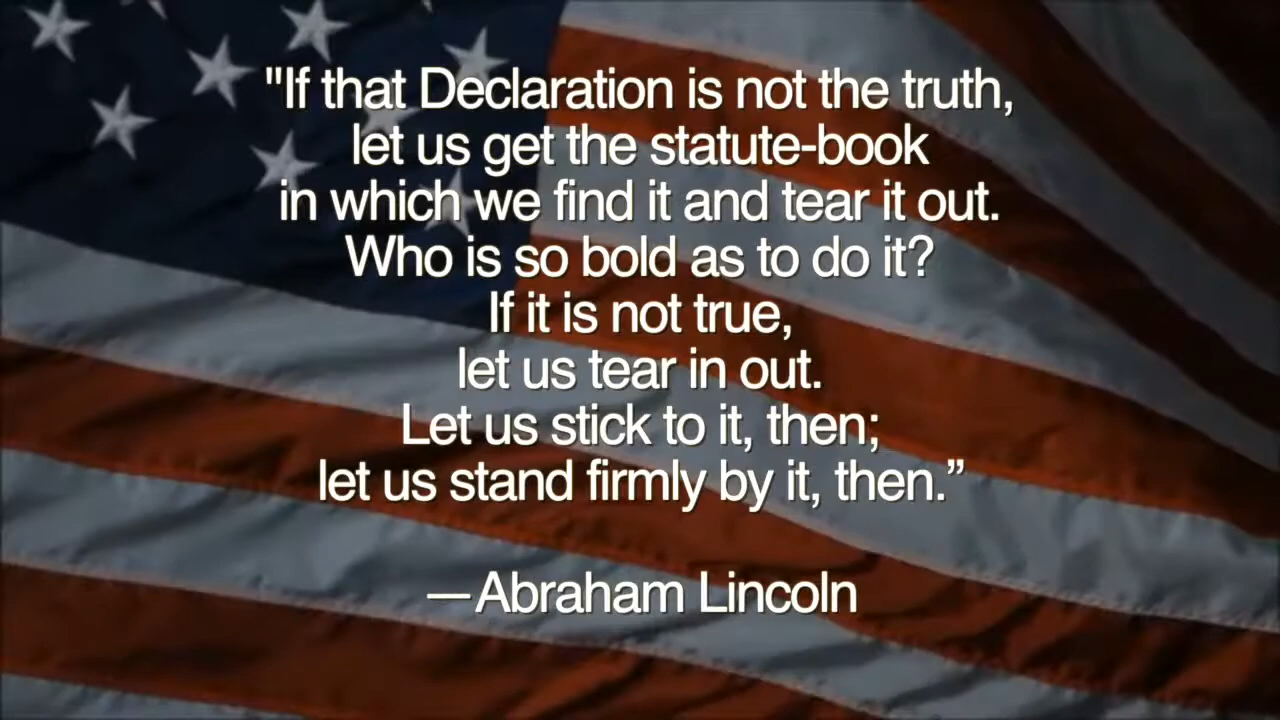 "If that Declaration is not the truth,
let us get the statute-book
in which we find it and tear it out.
Who is so bold as to do it?
If it is not true,
let us tear in out.
Let us stick to it, then;
let us stand firmly by it, then.”
—Abraham Lincoln